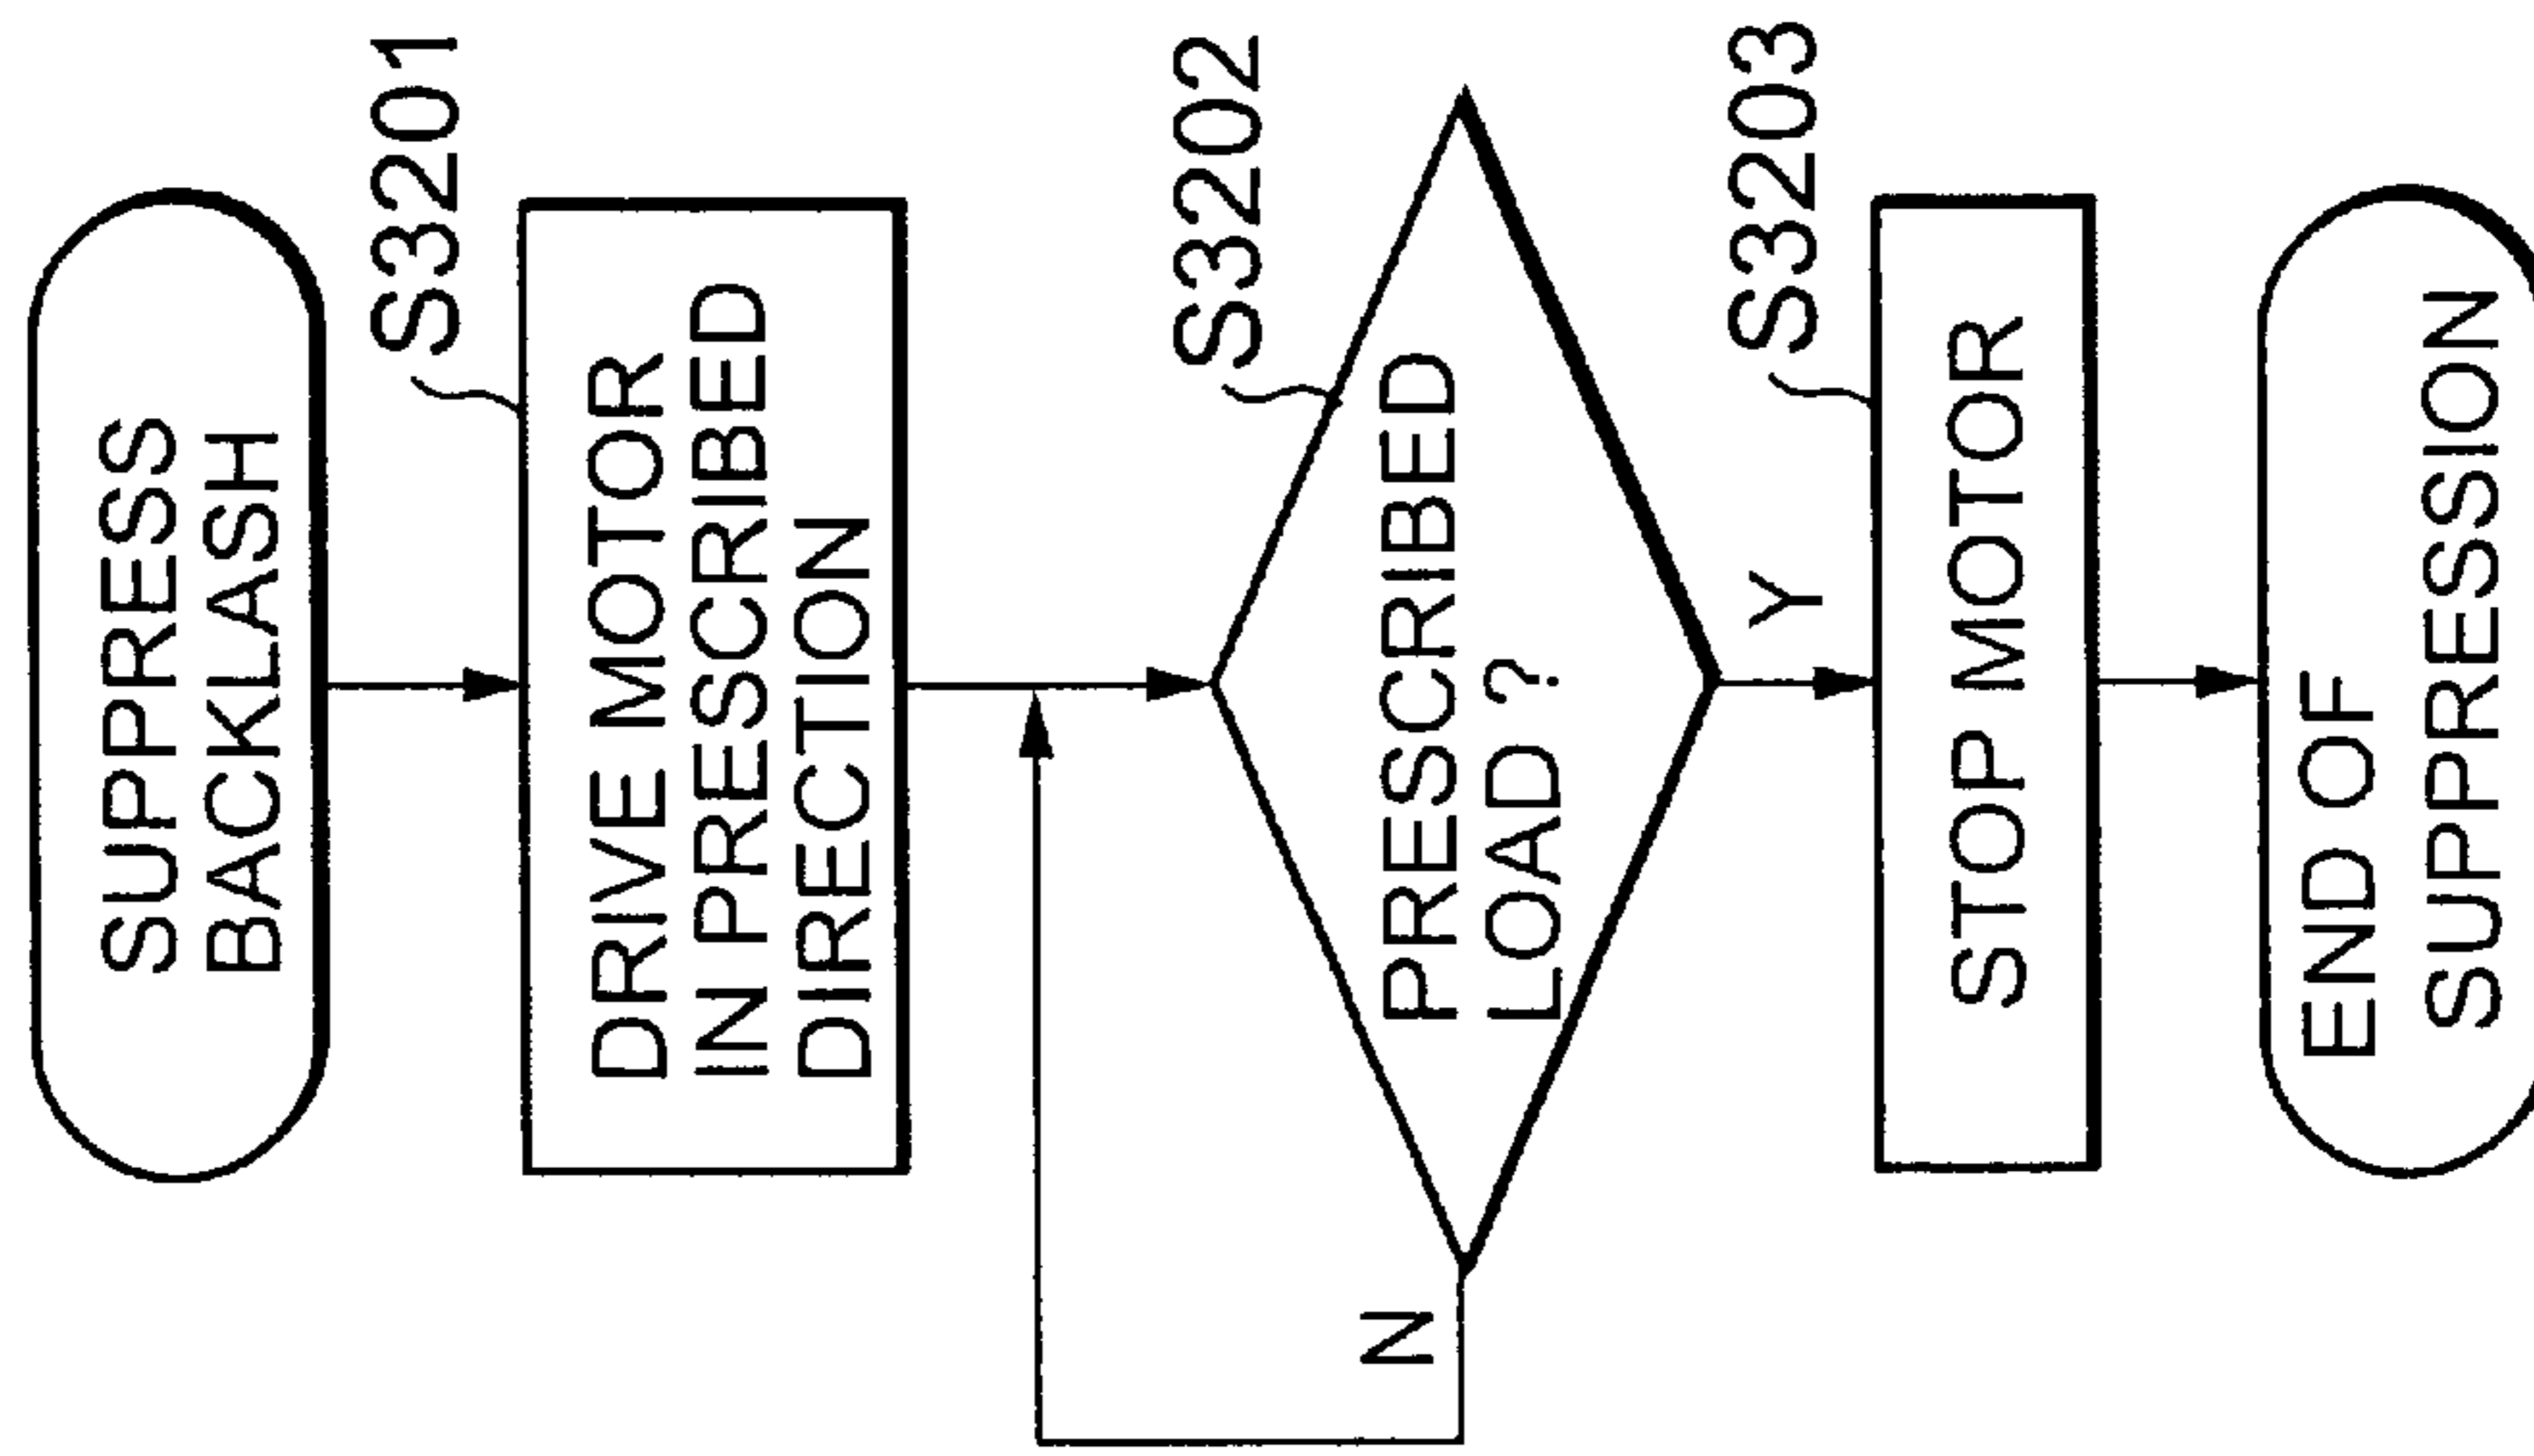 SUPPRESS
BACKLASH
S3201
DRIVE MOTOR
IN PRESCRIBED
DIRECTION
S3202
PRESCRIBED
LOAD ?
N
Y
S3203
STOP MOTOR
END OF
SUPPRESSION